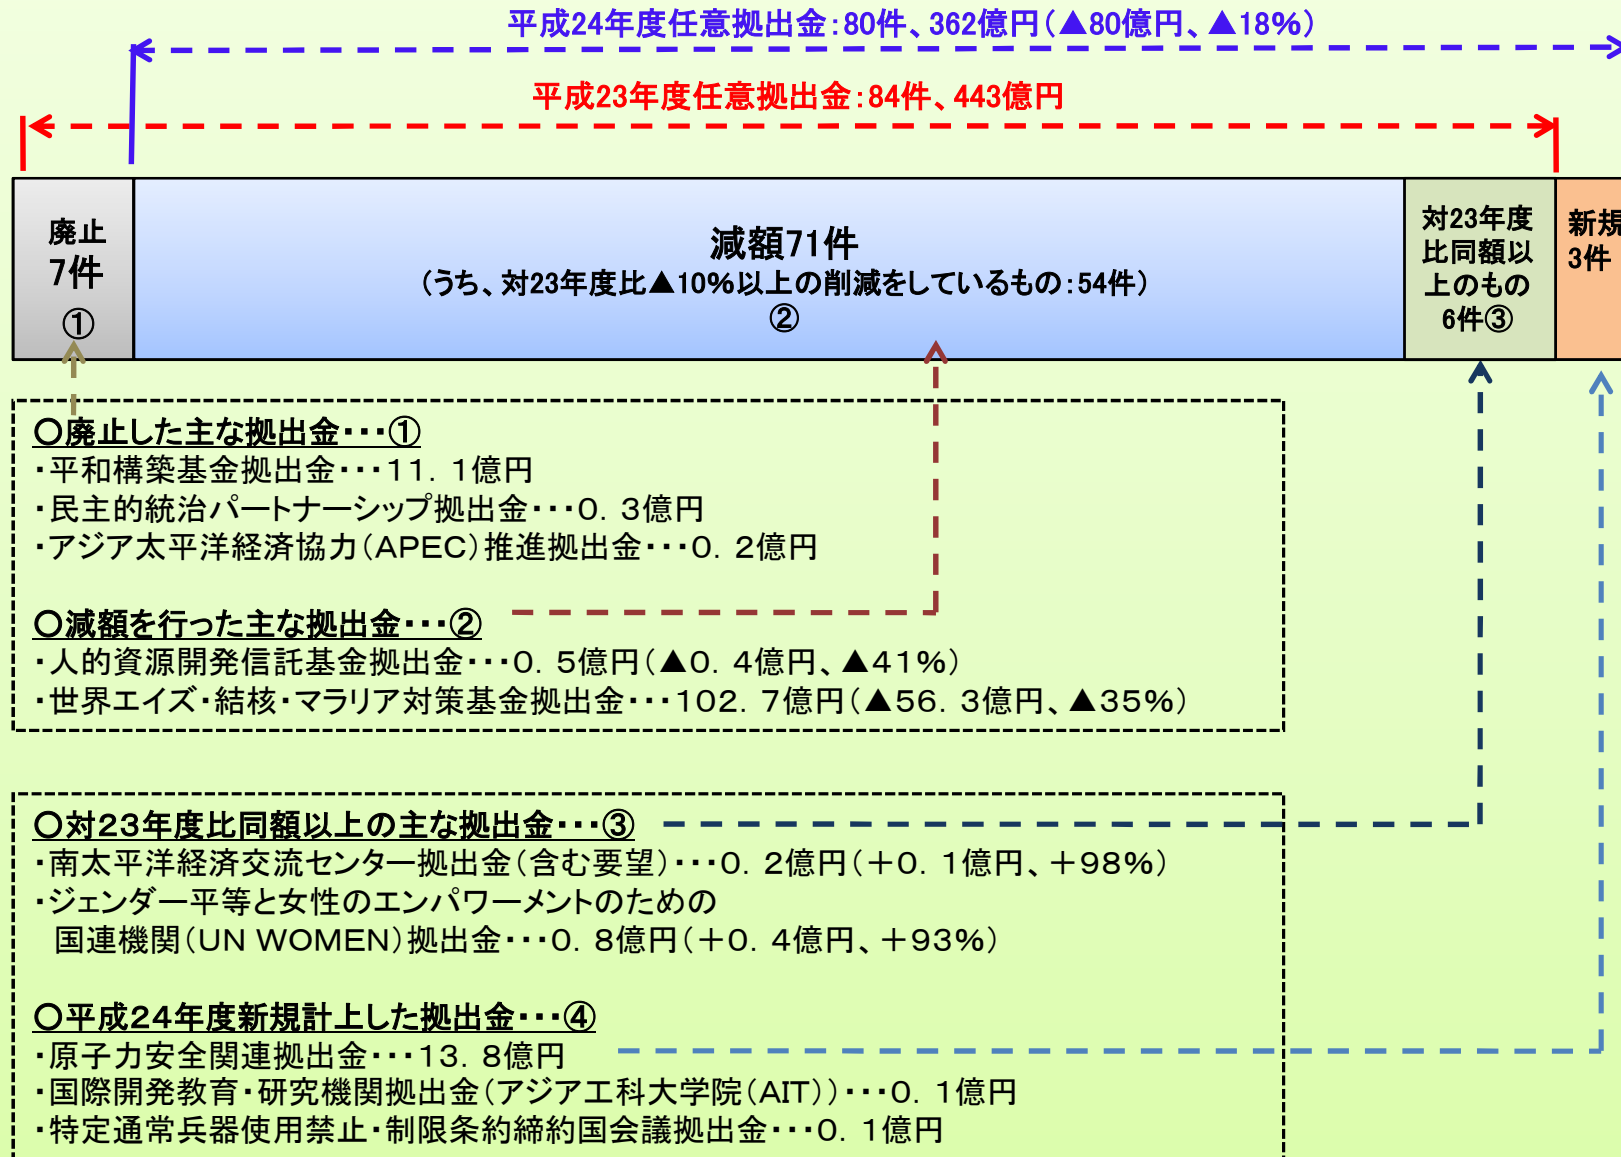 平成24年度任意拠出金：80件、362億円（▲80億円、▲18%）
平成23年度任意拠出金：84件、443億円
廃止
7件
①
減額71件
（うち、対23年度比▲10%以上の削減をしているもの：54件）
②
対23年度
比同額以
上のもの
6件③
新規
3件
○廃止した主な拠出金・・・①
・平和構築基金拠出金・・・１１．１億円
・民主的統治パートナーシップ拠出金・・・０．３億円
・アジア太平洋経済協力（ＡＰＥＣ）推進拠出金・・・０．２億円
○減額を行った主な拠出金・・・②
・人的資源開発信託基金拠出金・・・０．５億円（▲０．４億円、▲４１％）
・世界エイズ・結核・マラリア対策基金拠出金・・・１０２．７億円（▲５６．３億円、▲３５％）
○対２３年度比同額以上の主な拠出金・・・③
・南太平洋経済交流センター拠出金（含む要望）・・・０．２億円（＋０．１億円、＋９８％）
・ジェンダー平等と女性のエンパワーメントのための
国連機関（ＵＮ ＷＯＭＥＮ）拠出金・・・０．８億円（＋０．４億円、＋９３％）
○平成２４年度新規計上した拠出金・・・④
・原子力安全関連拠出金・・・１３．８億円
・国際開発教育・研究機関拠出金（アジア工科大学院（ＡＩＴ））・・・０．１億円
・特定通常兵器使用禁止・制限条約締約国会議拠出金・・・０．１億円